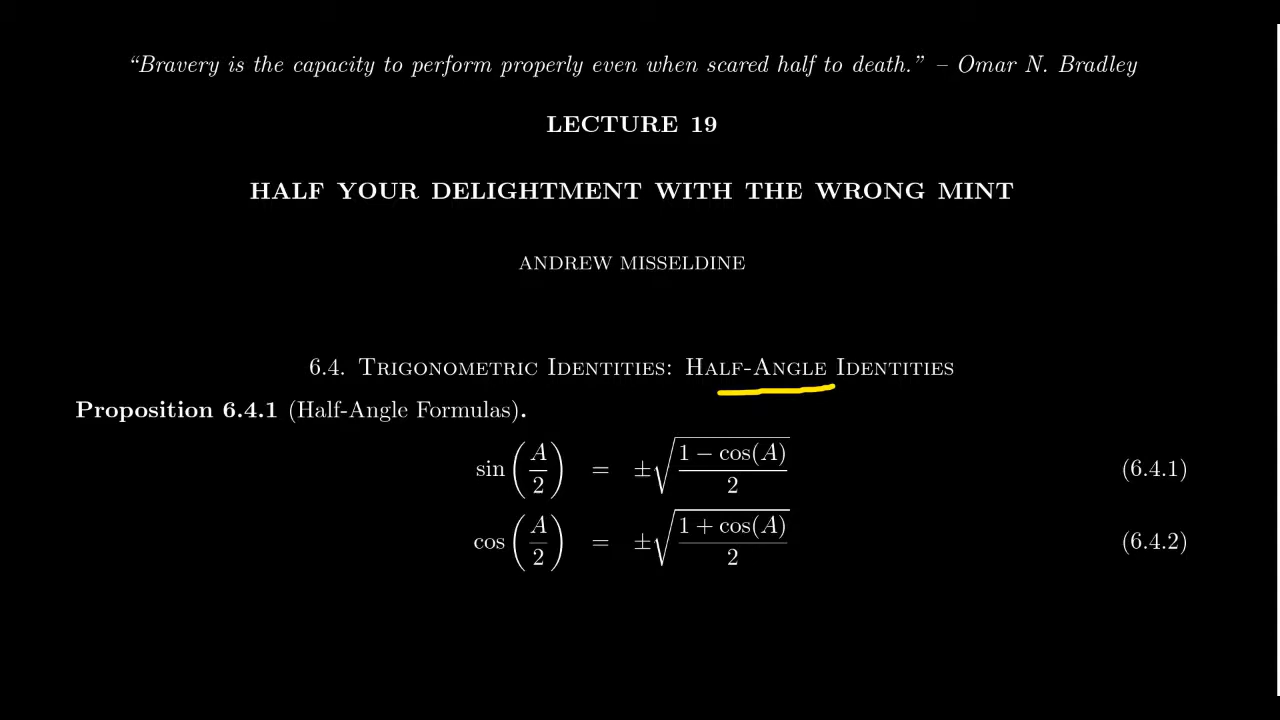 “Bravery is the capacity to perform properly even when scared half to death.” – Omar N. Bradley
LECTURE 19
HALF YOUR DELIGHTMENT WITH THE WRONG MINT
ANDREW MISSELDINE
6.4. Trigonometric Identities: Half-Angle Identities
Proposition 6.4.1 (Half-Angle Formulas).
sin(A/2) = ±√((1 − cos(A))/2) (6.4.1)
cos(A/2) = ±√((1 + cos(A))/2) (6.4.2)